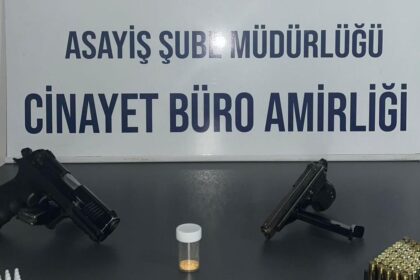 ASAYİŞ ŞUBE MÜDÜRLÜĞÜ
CİNAYET BÜRO AMİRLİĞİ